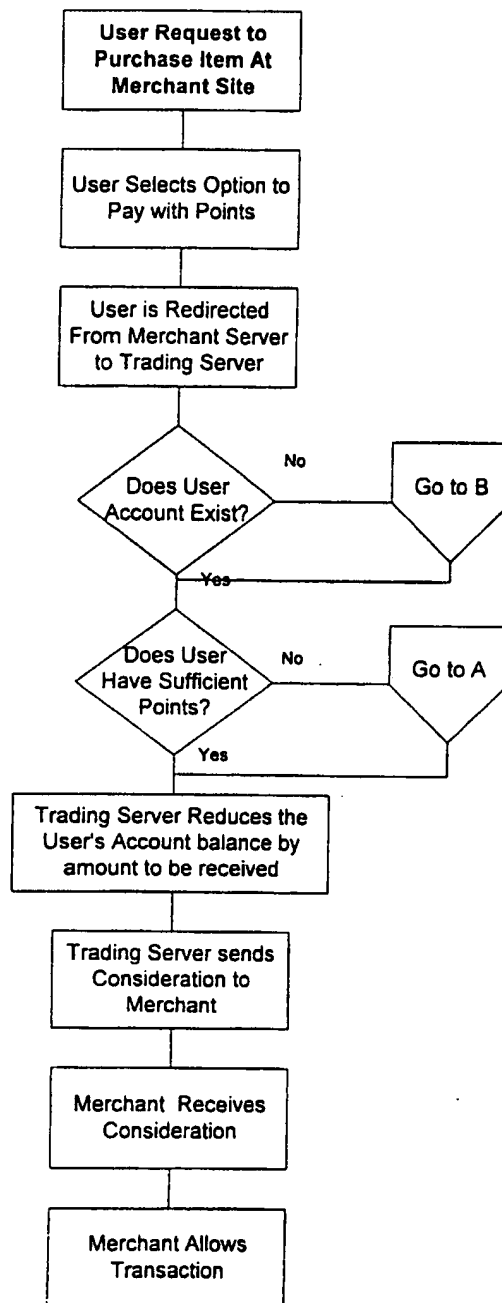 User Request to
Purchase Item At
Merchant Site
User Selects Option to
Pay with Points
User is Redirected
From Merchant Server
to Trading Server
Does User
Account Exist?
No
Go to B
Yes
Does User
Have Sufficient
Points?
No
Go to A
Yes
Trading Server Reduces the
User's Account balance by
amount to be received
Trading Server sends
Consideration to
Merchant
Merchant Receives
Consideration
Merchant Allows
Transaction